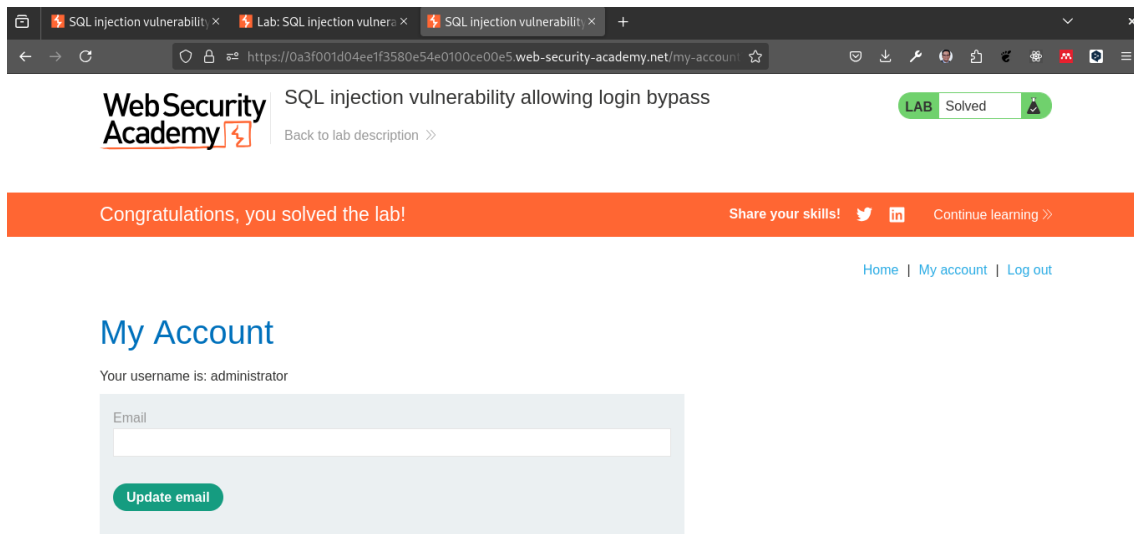 SQL injection vulnerability
Lab: SQL injection vulnera
SQL injection vulnerability
https://0a3f001d04ee1f3580e54e0100ce00e5.web-security-academy.net/my-account
Web Security
Academy
SQL injection vulnerability allowing login bypass
Back to lab description
LAB Solved
Congratulations, you solved the lab!
Share your skills!
Continue learning
Home | My account | Log out
My Account
Your username is: administrator
Email
Update email